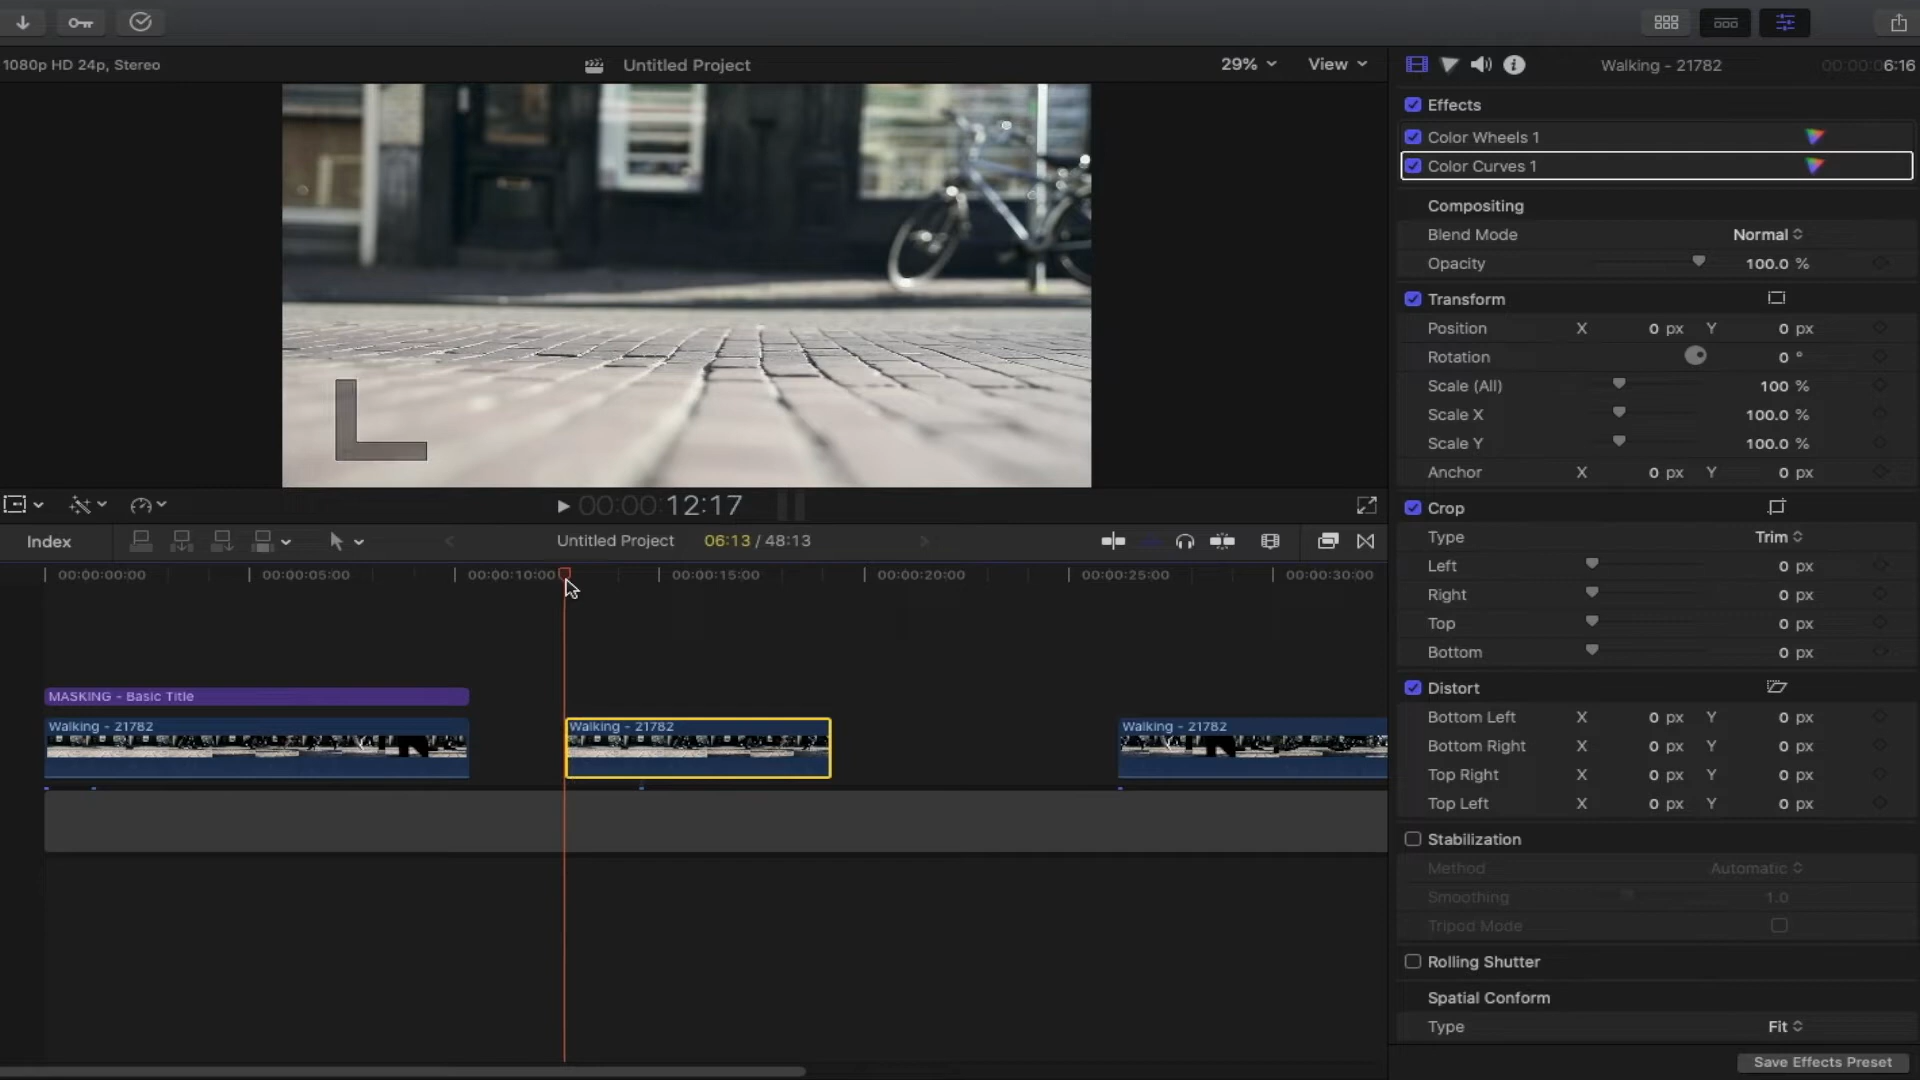 1080p HD 24p, Stereo
Untitled Project
29%
View
Walking - 21782
00:00:06:16
Effects
Color Wheels 1
Color Curves 1
Compositing
Blend Mode Normal
Opacity 100.0 %
Transform
Position X 0 px Y 0 px
Rotation 0 °
Scale (All) 100 %
Scale X 100.0 %
Scale Y 100.0 %
Anchor X 0 px Y 0 px
Crop
Type Trim
Left 0 px
Right 0 px
Top 0 px
Bottom 0 px
Distort
Bottom Left X 0 px Y 0 px
Bottom Right X 0 px Y 0 px
Top Right X 0 px Y 0 px
Top Left X 0 px Y 0 px
Stabilization
Method Automatic
Smoothing 1.0
Tripod Mode
Rolling Shutter
Spatial Conform
Type Fit
Save Effects Preset
00:00:12:17
Index
Untitled Project 06:13 / 48:13
00:00:00:00 00:00:05:00 00:00:10:00 00:00:15:00 00:00:20:00 00:00:25:00 00:00:30:00
MASKING - Basic Title
Walking - 21782
Walking - 21782
Walking - 21782